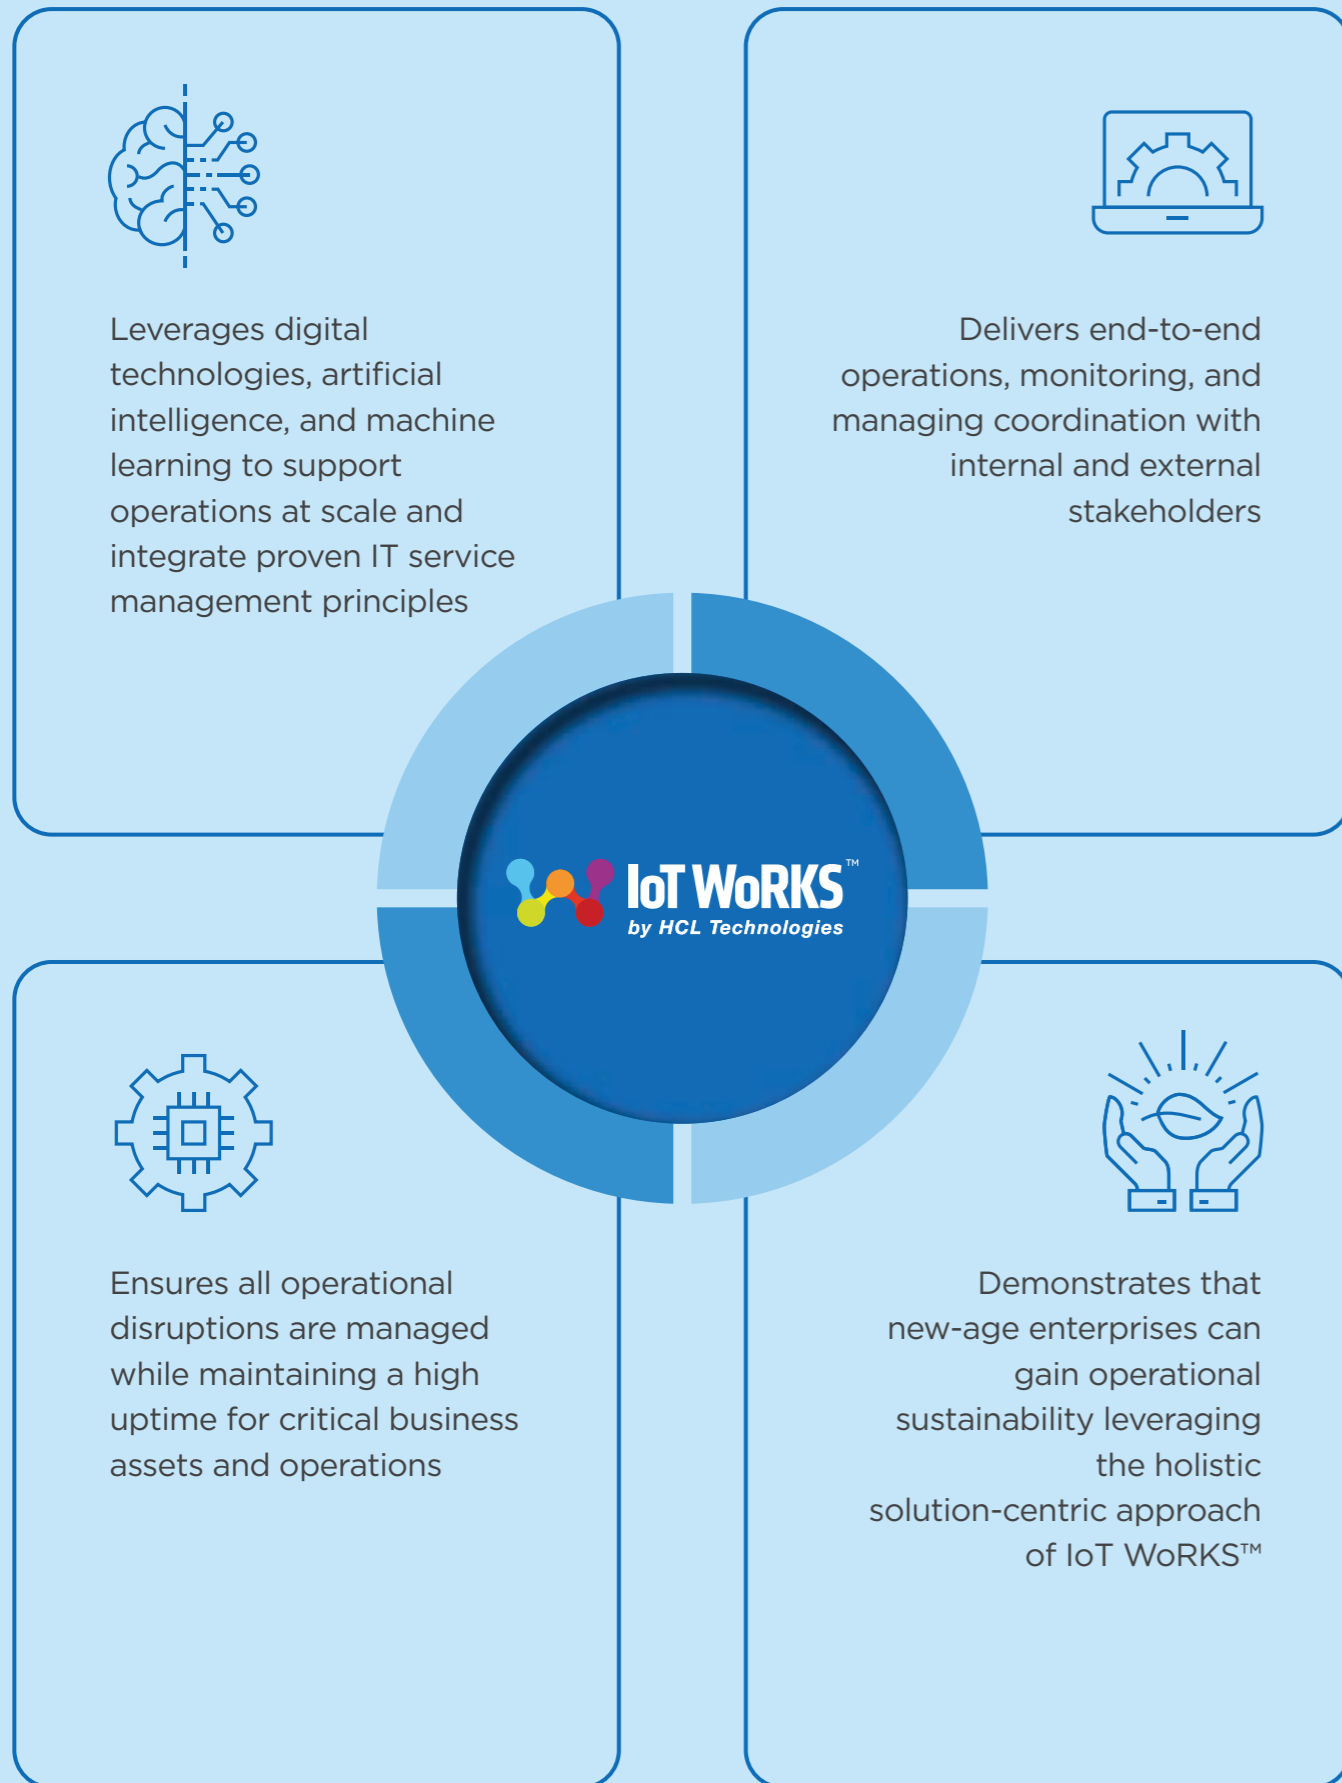 Leverages digital
technologies, artificial
intelligence, and machine
learning to support
operations at scale and
integrate proven IT service
management principles
Delivers end-to-end
operations, monitoring, and
managing coordination with
internal and external
stakeholders
IoT WoRKS™
by HCL Technologies
Ensures all operational
disruptions are managed
while maintaining a high
uptime for critical business
assets and operations
Demonstrates that
new-age enterprises can
gain operational
sustainability leveraging
the holistic
solution-centric approach
of IoT WoRKS™